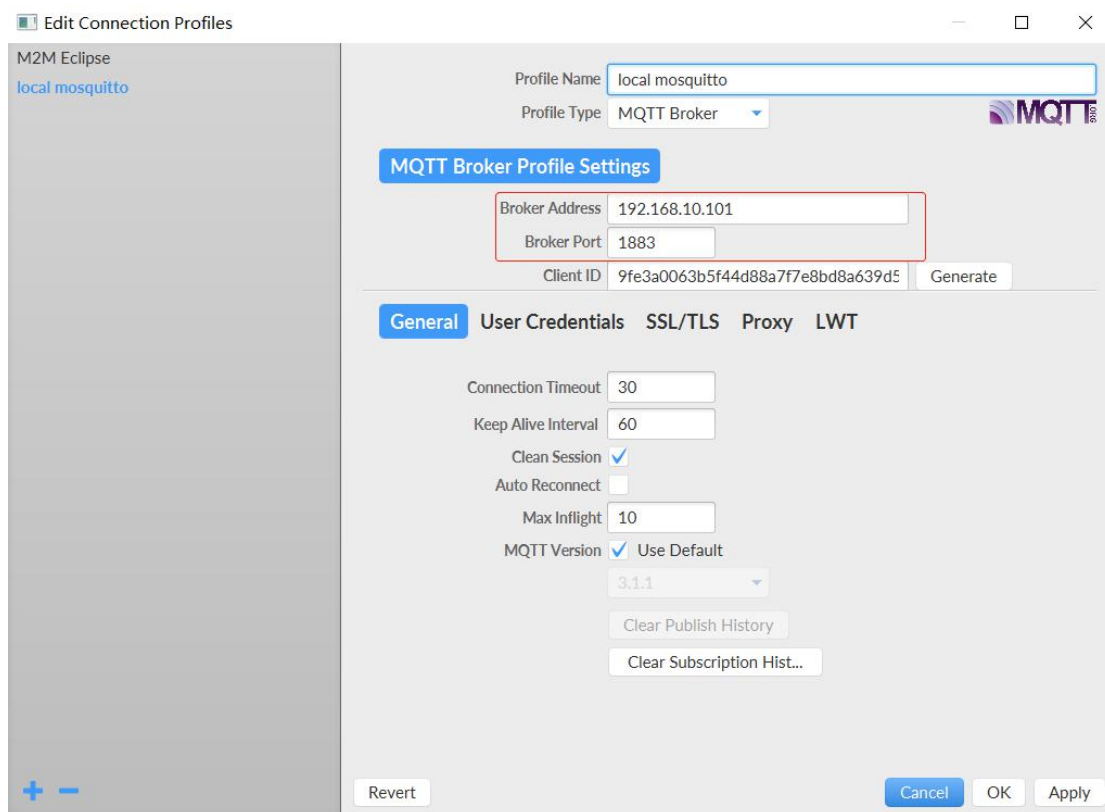 Edit Connection Profiles
M2M Eclipse
local mosquitto
Profile Name local mosquitto
Profile Type MQTT Broker
MQTT.ORG
MQTT Broker Profile Settings
Broker Address 192.168.10.101
Broker Port 1883
Client ID 9fe3a0063b5f44d88a7f7e8bd8a639d5 Generate
General User Credentials SSL/TLS Proxy LWT
Connection Timeout 30
Keep Alive Interval 60
Clean Session
Auto Reconnect
Max Inflight 10
MQTT Version Use Default
3.1.1
Clear Publish History
Clear Subscription Hist...
Revert Cancel OK Apply